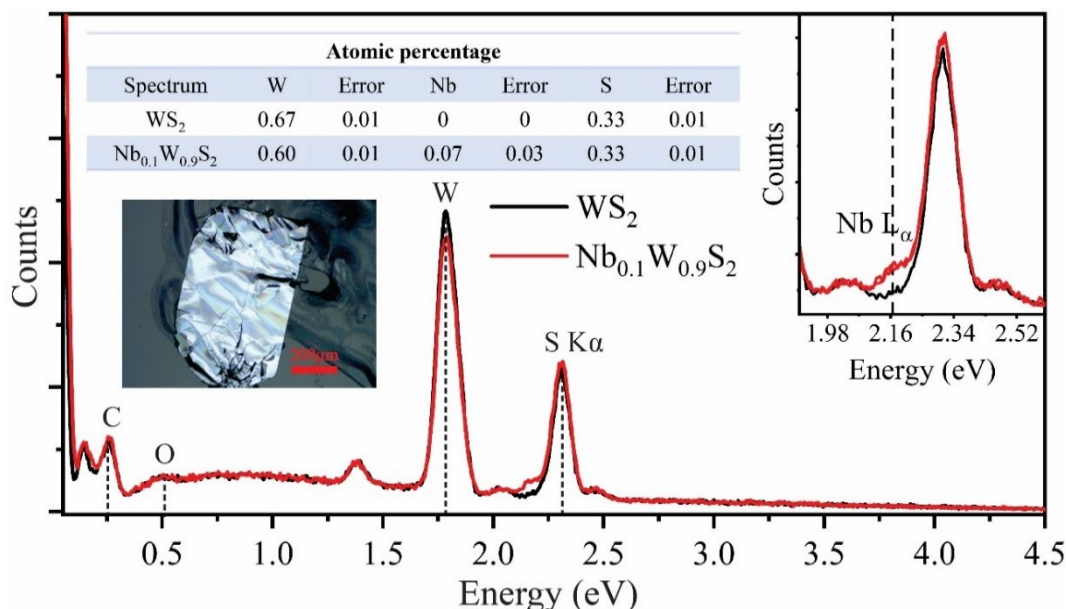 Atomic percentage
Spectrum W Error Nb Error S Error
WS₂ 0.67 0.01 0 0 0.33 0.01
Nb₀.₁W₀.₉S₂ 0.60 0.01 0.07 0.03 0.33 0.01
W
WS₂
Nb₀.₁W₀.₉S₂
S Kα
C
O
Counts
0.5 1.0 1.5 2.0 2.5 3.0 3.5 4.0 4.5
Energy (eV)
Counts
Nb Lα
1.98 2.16 2.34 2.52
Energy (eV)